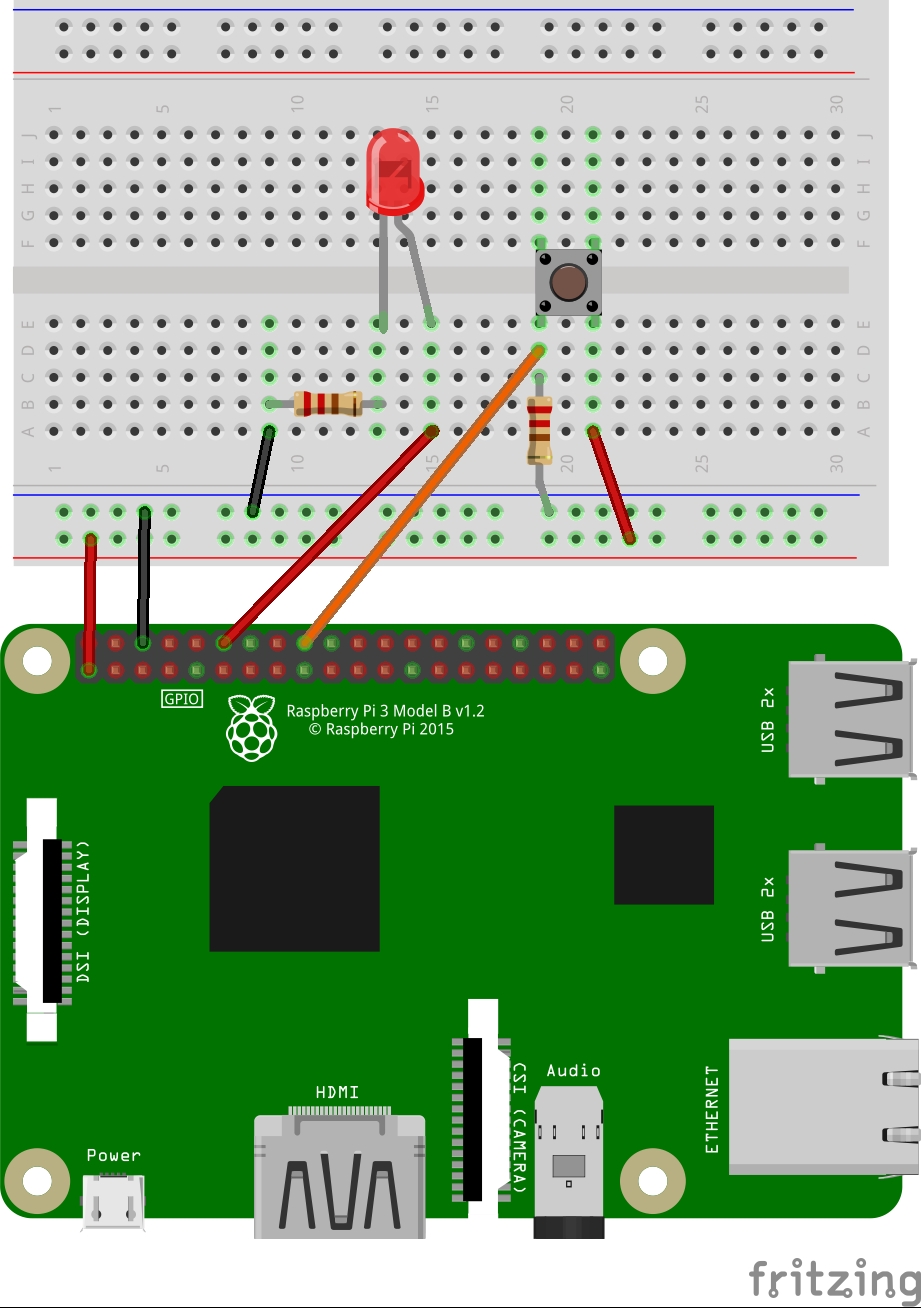 1 5 10 15 20 25 30
J J
I I
H H
G G
F F
E E
D D
C C
B B
A A
1 5 10 15 20 25 30
GPIO
Raspberry Pi 3 Model B v1.2
© Raspberry Pi 2015
USB 2x
DSI (DISPLAY)
USB 2x
CSI (CAMERA)
Audio
ETHERNET
HDMI
Power
fritzing